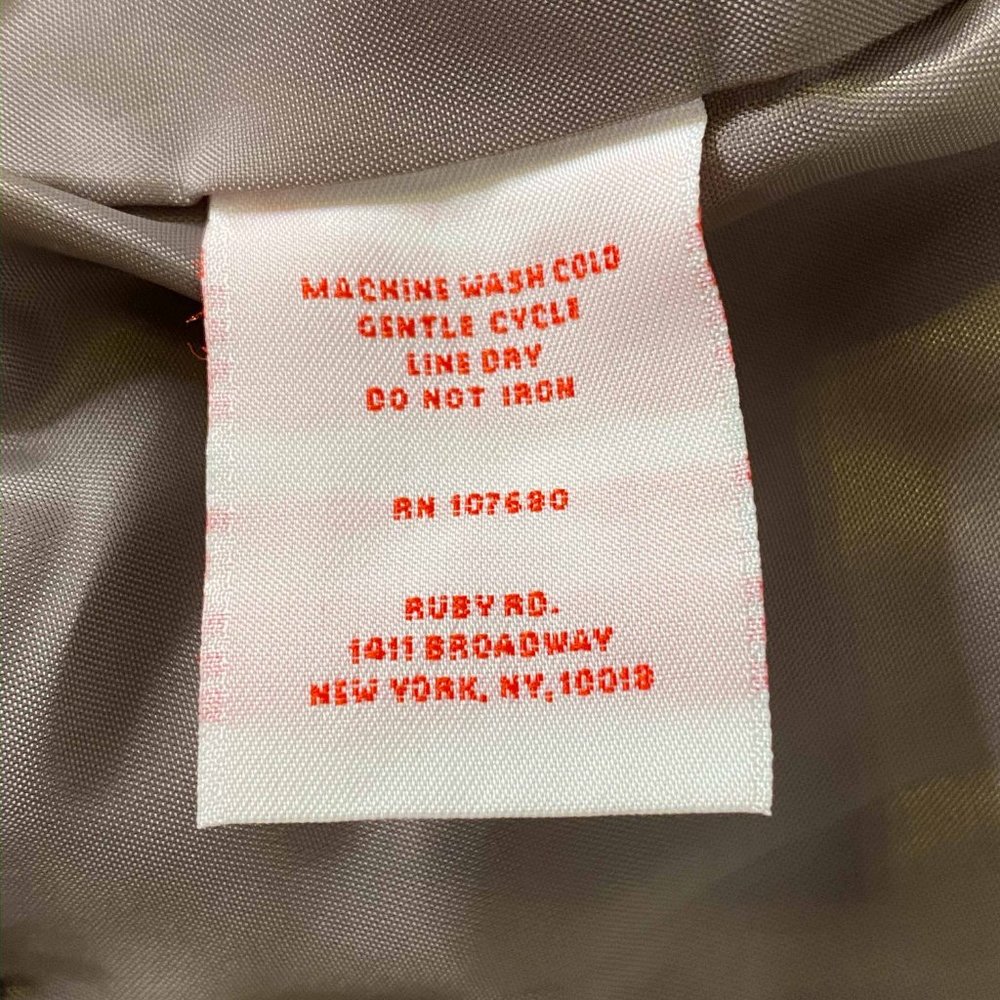 MACHINE WASH COLD
GENTLE CYCLE
LINE DRY
DO NOT IRON
RN 107680
RUBY RD.
1411 BROADWAY
NEW YORK, NY, 10018